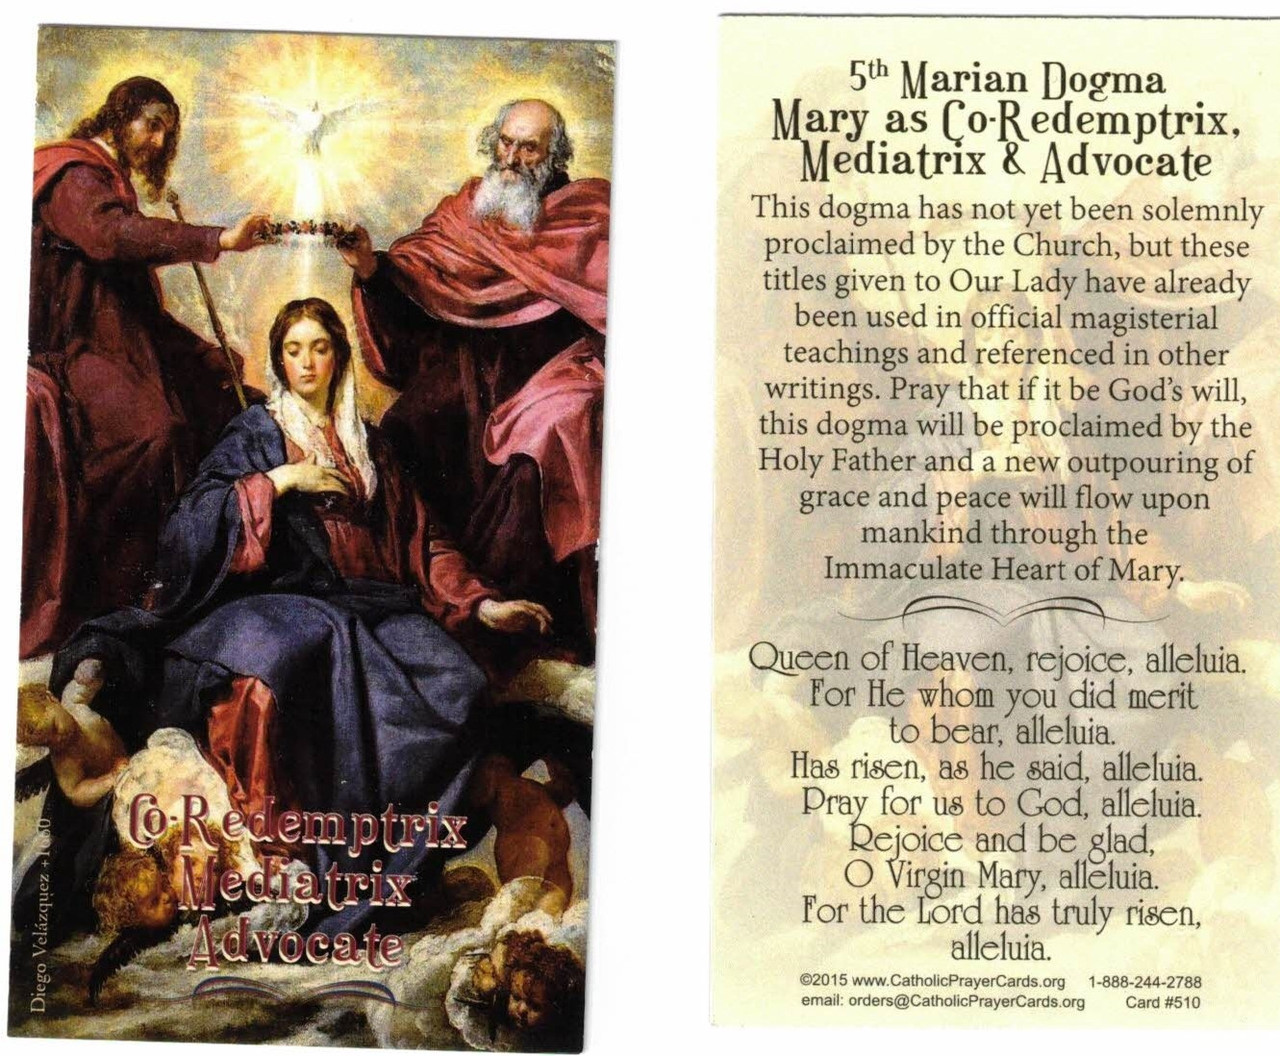 Co-Redemptrix
Mediatrix
Advocate
Diego Velázquez +1660
5th Marian Dogma
Mary as Co-Redemptrix,
Mediatrix & Advocate
This dogma has not yet been solemnly
proclaimed by the Church, but these
titles given to Our Lady have already
been used in official magisterial
teachings and referenced in other
writings. Pray that if it be God's will,
this dogma will be proclaimed by the
Holy Father and a new outpouring of
grace and peace will flow upon
mankind through the
Immaculate Heart of Mary.
Queen of Heaven, rejoice, alleluia.
For He whom you did merit
to bear, alleluia.
Has risen, as he said, alleluia.
Pray for us to God, alleluia.
Rejoice and be glad,
O Virgin Mary, alleluia.
For the Lord has truly risen,
alleluia.
©2015 www.CatholicPrayerCards.org 1-888-244-2788
email: orders@CatholicPrayerCards.org Card #510